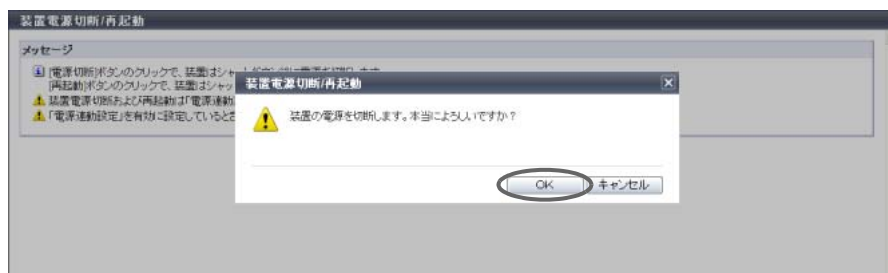 装置電源切断/再起動
メッセージ
[電源切断]ボタンのクリックで、装置はシャ
[再起動]ボタンのクリックで、装置はシャッ
装置電源切断および再起動は「電源連動
「電源連動設定」を有効に設定しているとき
装置電源切断/再起動
装置の電源を切断します。本当によろしいですか?
OK キャンセル